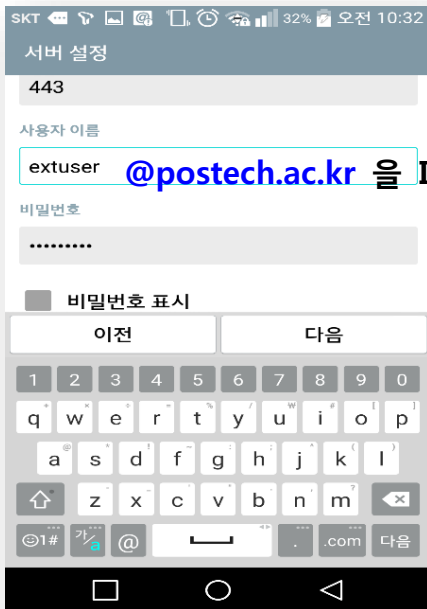 SKT 32% 오전 10:32
서버 설정
443
사용자 이름
extuser @postech.ac.kr 을 I
비밀번호
•••••••••
비밀번호 표시
이전 다음
1 2 3 4 5 6 7 8 9 0
q w e r t y u i o p
a s d f g h j k l
z x c v b n m
☺1# 가/a @ . .com 다음